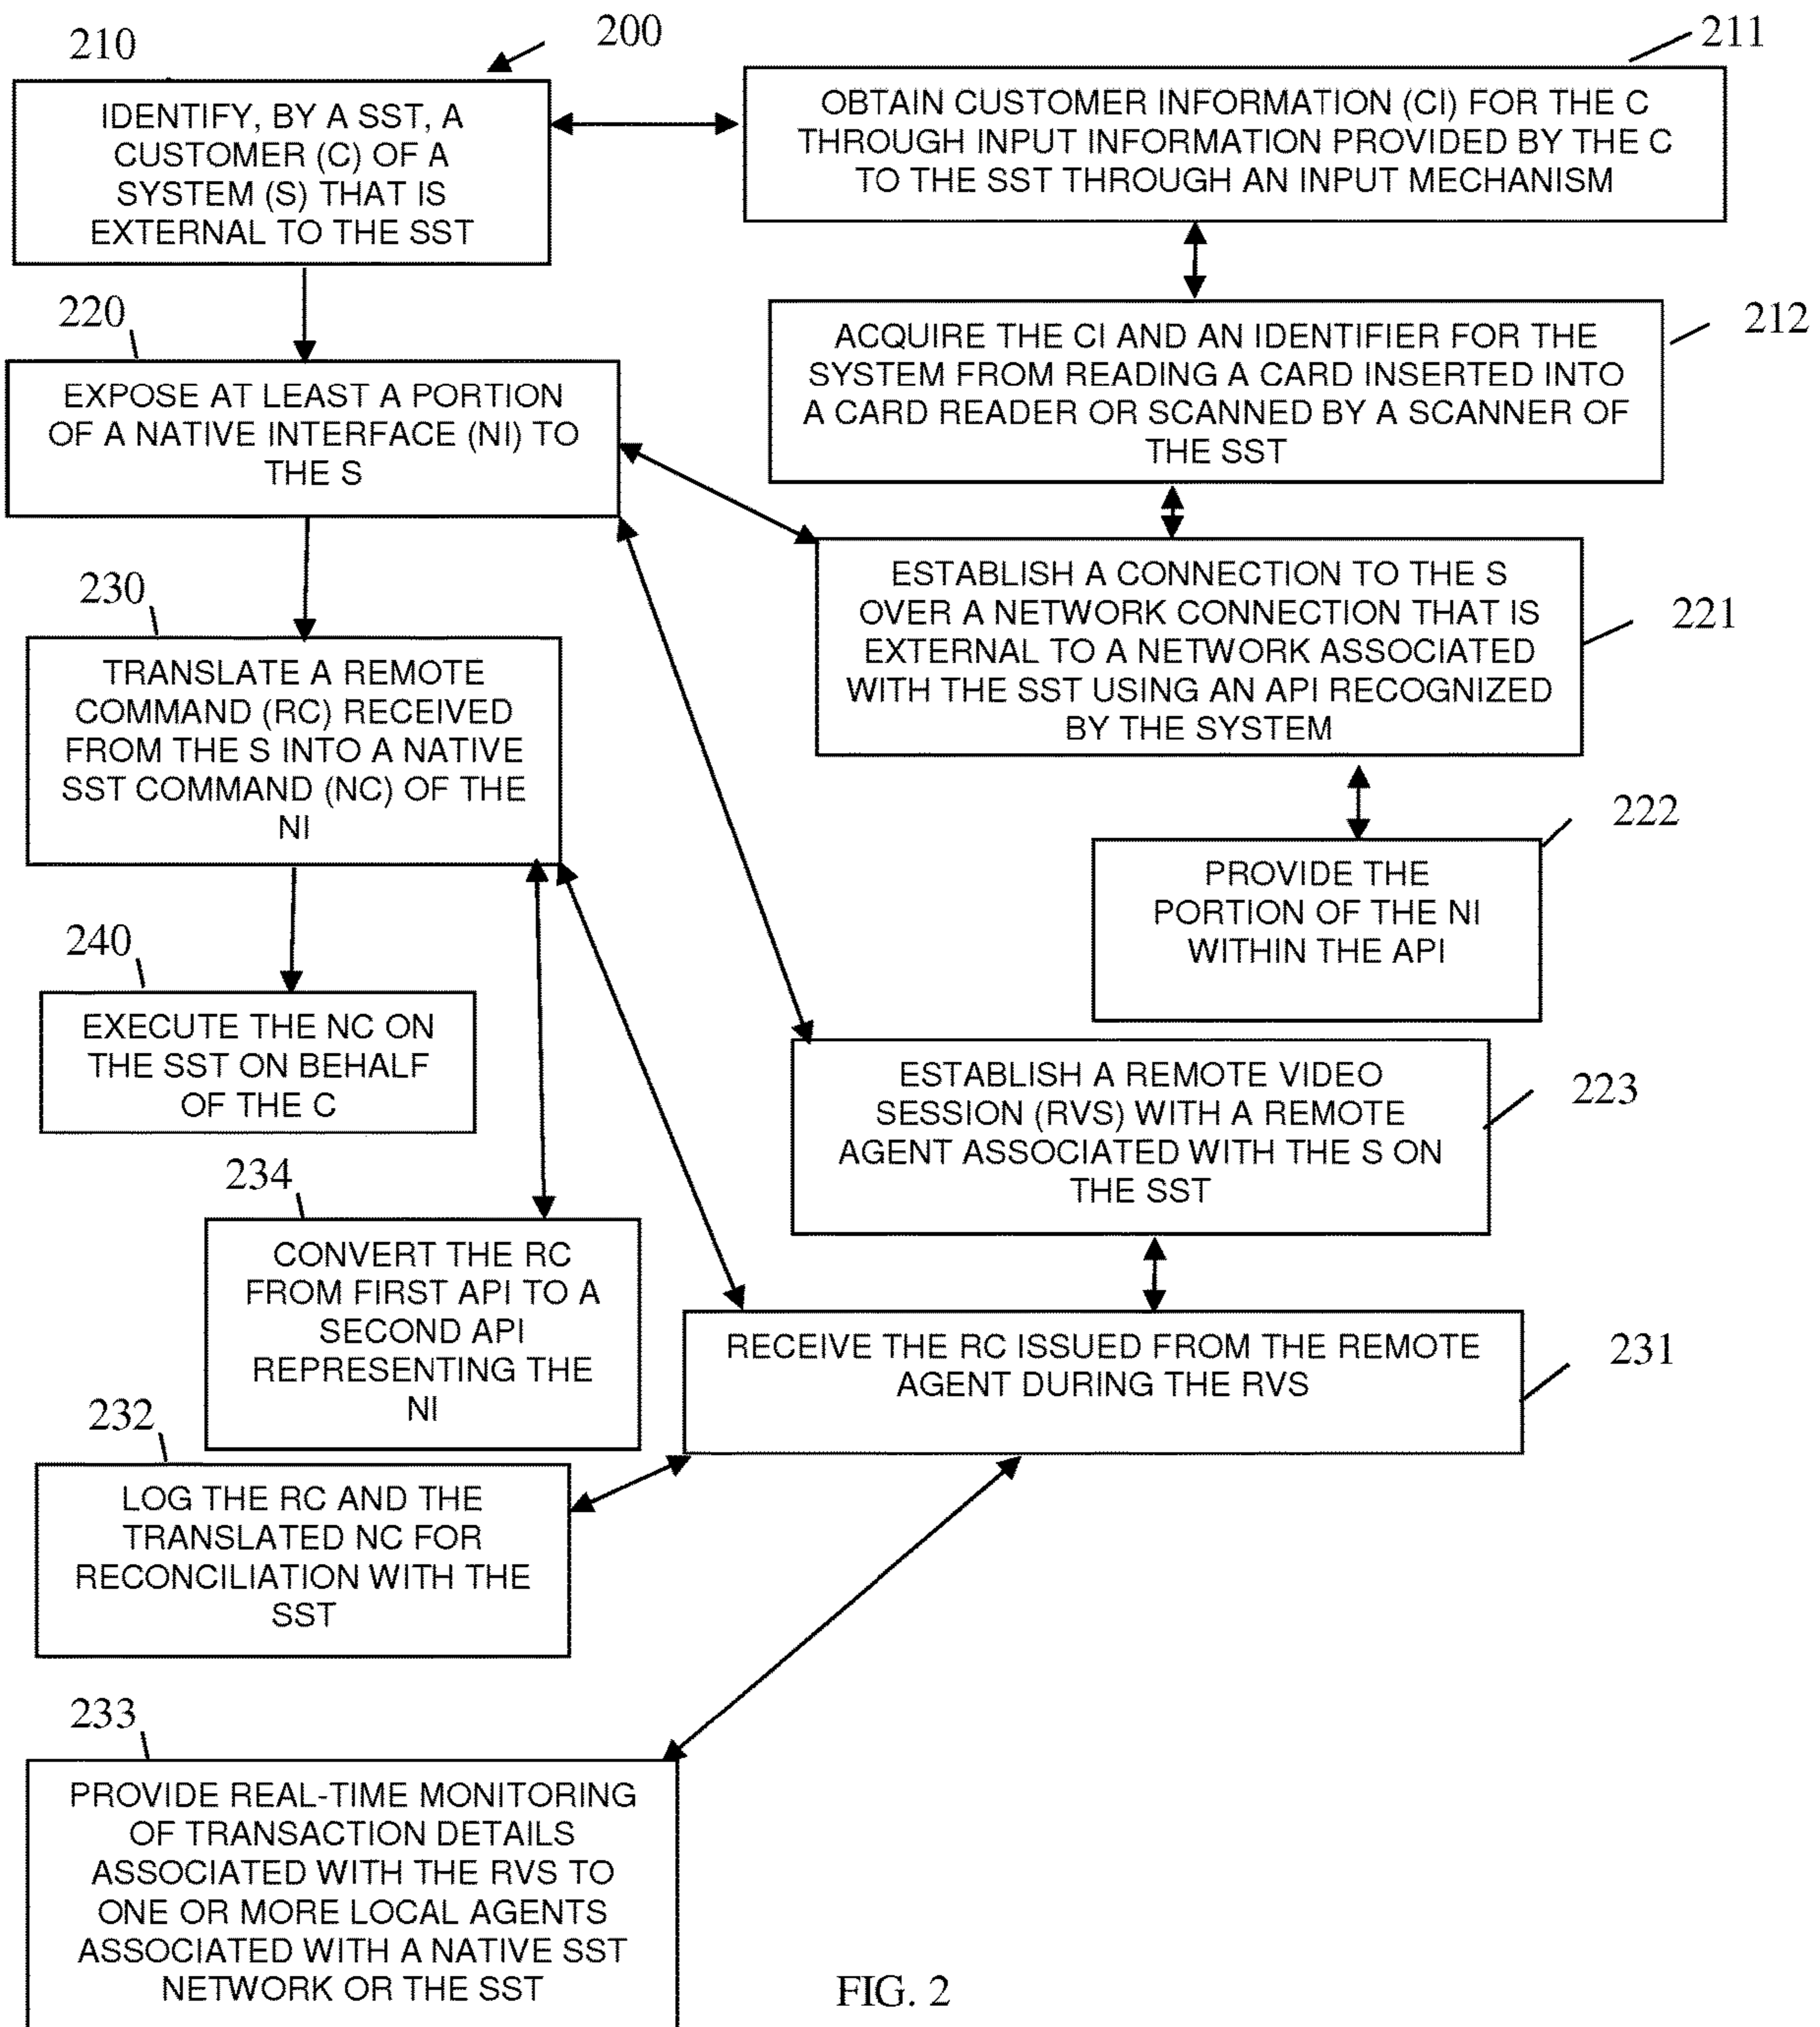 210
200
211
IDENTIFY, BY A SST, A
CUSTOMER (C) OF A
SYSTEM (S) THAT IS
EXTERNAL TO THE SST
OBTAIN CUSTOMER INFORMATION (CI) FOR THE C
THROUGH INPUT INFORMATION PROVIDED BY THE C
TO THE SST THROUGH AN INPUT MECHANISM
220
212
EXPOSE AT LEAST A PORTION
OF A NATIVE INTERFACE (NI) TO
THE S
ACQUIRE THE CI AND AN IDENTIFIER FOR THE
SYSTEM FROM READING A CARD INSERTED INTO
A CARD READER OR SCANNED BY A SCANNER OF
THE SST
230
221
TRANSLATE A REMOTE
COMMAND (RC) RECEIVED
FROM THE S INTO A NATIVE
SST COMMAND (NC) OF THE
NI
ESTABLISH A CONNECTION TO THE S
OVER A NETWORK CONNECTION THAT IS
EXTERNAL TO A NETWORK ASSOCIATED
WITH THE SST USING AN API RECOGNIZED
BY THE SYSTEM
222
PROVIDE THE
PORTION OF THE NI
WITHIN THE API
240
EXECUTE THE NC ON
THE SST ON BEHALF
OF THE C
223
ESTABLISH A REMOTE VIDEO
SESSION (RVS) WITH A REMOTE
AGENT ASSOCIATED WITH THE S ON
THE SST
234
CONVERT THE RC
FROM FIRST API TO A
SECOND API
REPRESENTING THE
NI
231
RECEIVE THE RC ISSUED FROM THE REMOTE
AGENT DURING THE RVS
232
LOG THE RC AND THE
TRANSLATED NC FOR
RECONCILIATION WITH THE
SST
233
PROVIDE REAL-TIME MONITORING
OF TRANSACTION DETAILS
ASSOCIATED WITH THE RVS TO
ONE OR MORE LOCAL AGENTS
ASSOCIATED WITH A NATIVE SST
NETWORK OR THE SST
FIG. 2